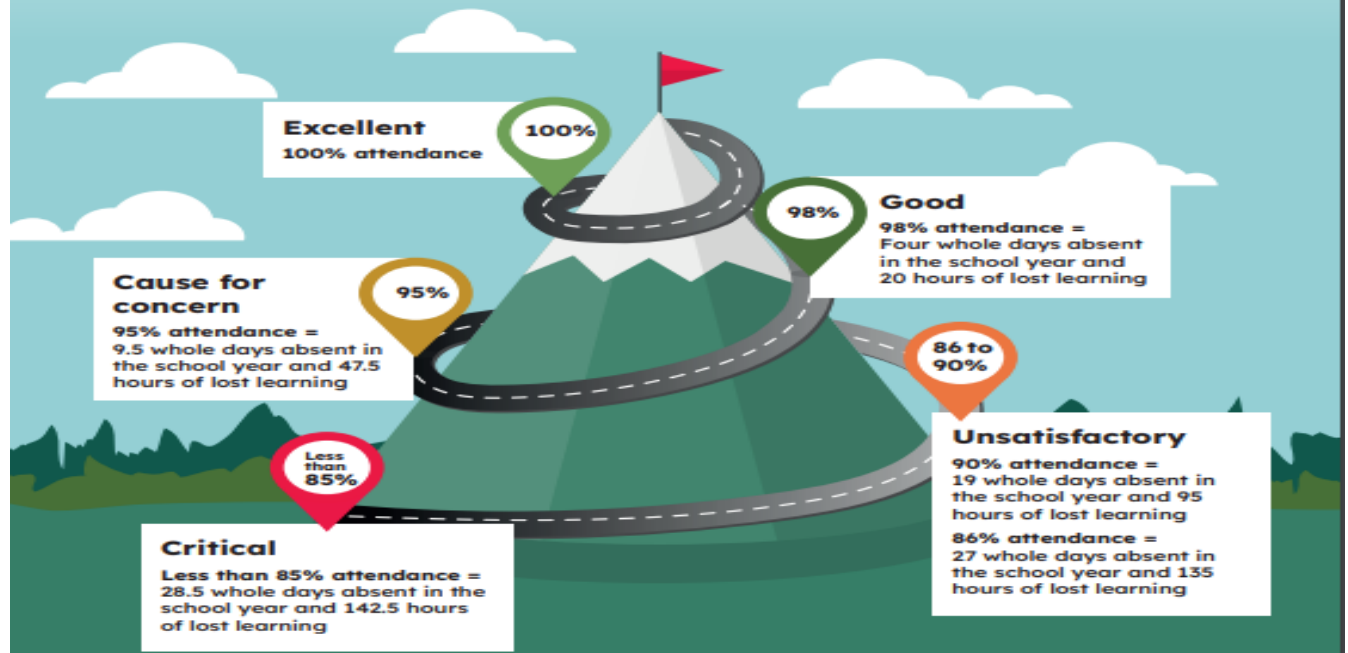 Excellent
100% attendance
100%
98%
Good
98% attendance =
Four whole days absent
in the school year and
20 hours of lost learning
Cause for
concern
95% attendance =
9.5 whole days absent in
the school year and 47.5
hours of lost learning
95%
86 to
90%
Unsatisfactory
90% attendance =
19 whole days absent in
the school year and 95
hours of lost learning
86% attendance =
27 whole days absent in
the school year and 135
hours of lost learning
Less
than
85%
Critical
Less than 85% attendance =
28.5 whole days absent in the
school year and 142.5 hours
of lost learning